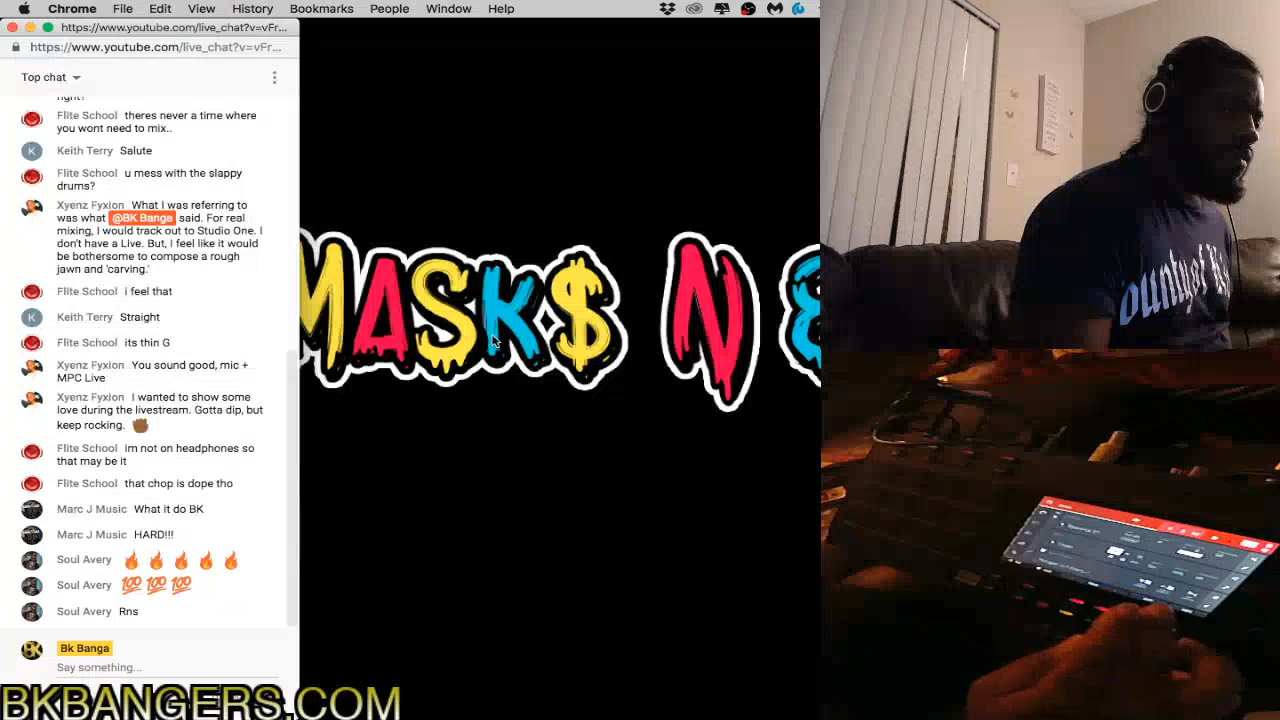 Chrome File Edit View History Bookmarks People Window Help
https://www.youtube.com/live_chat?v=vFr...
https://www.youtube.com/live_chat?v=vFr...
Top chat
right?
Flite School theres never a time where
you wont need to mix..
Keith Terry Salute
Flite School u mess with the slappy
drums?
Xyenz Fyxion What I was referring to
was what @BK Banga said. For real
mixing, I would track out to Studio One. I
don't have a Live. But, I feel like it would
be bothersome to compose a rough
jawn and 'carving.'
Flite School i feel that
Keith Terry Straight
Flite School its thin G
Xyenz Fyxion You sound good, mic +
MPC Live
Xyenz Fyxion I wanted to show some
love during the livestream. Gotta dip, but
keep rocking.
Flite School im not on headphones so
that may be it
Flite School that chop is dope tho
Marc J Music What it do BK
Marc J Music HARD!!!
Soul Avery 🔥 🔥 🔥 🔥 🔥
Soul Avery 💯 💯 💯
Soul Avery Rns
BK Bk Banga
Say something...
MASK$ N 8
BKBANGERS.COM